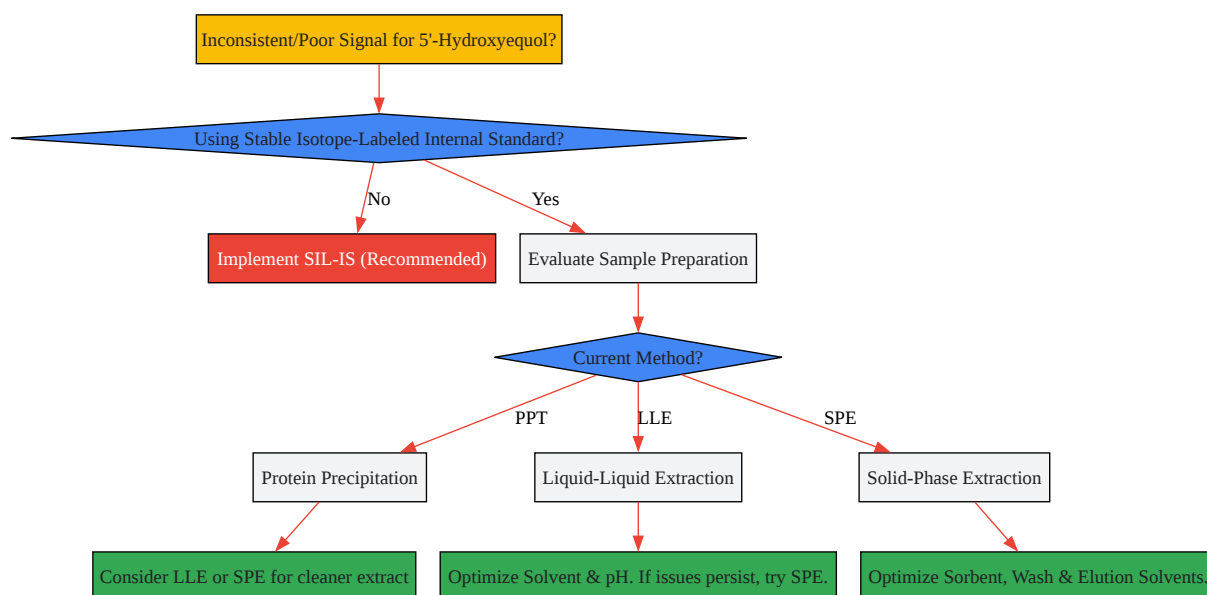 Inconsistent/Poor Signal for 5'-Hydroxyequol?
Using Stable Isotope-Labeled Internal Standard?
No
Yes
Implement SIL-IS (Recommended)
Evaluate Sample Preparation
Current Method?
PPT
LLE
SPE
Protein Precipitation
Liquid-Liquid Extraction
Solid-Phase Extraction
Consider LLE or SPE for cleaner extract
Optimize Solvent & pH. If issues persist, try SPE.
Optimize Sorbent, Wash & Elution Solvents.